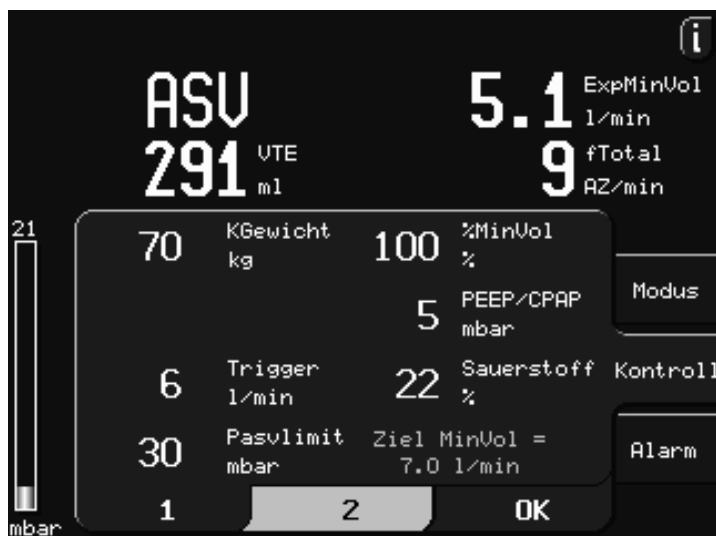 i
ASV 5.1 ExpMinVol l/min
291 VTE ml 9 fTotal AZ/min
21
70 KGewicht kg 100 %MinVol %
5 PEEP/CPAP mbar
Modus
6 Trigger l/min 22 Sauerstoff %
Kontroll
30 Pasvlimit mbar Ziel MinVol = 7.0 l/min
Alarm
1 2 OK
mbar